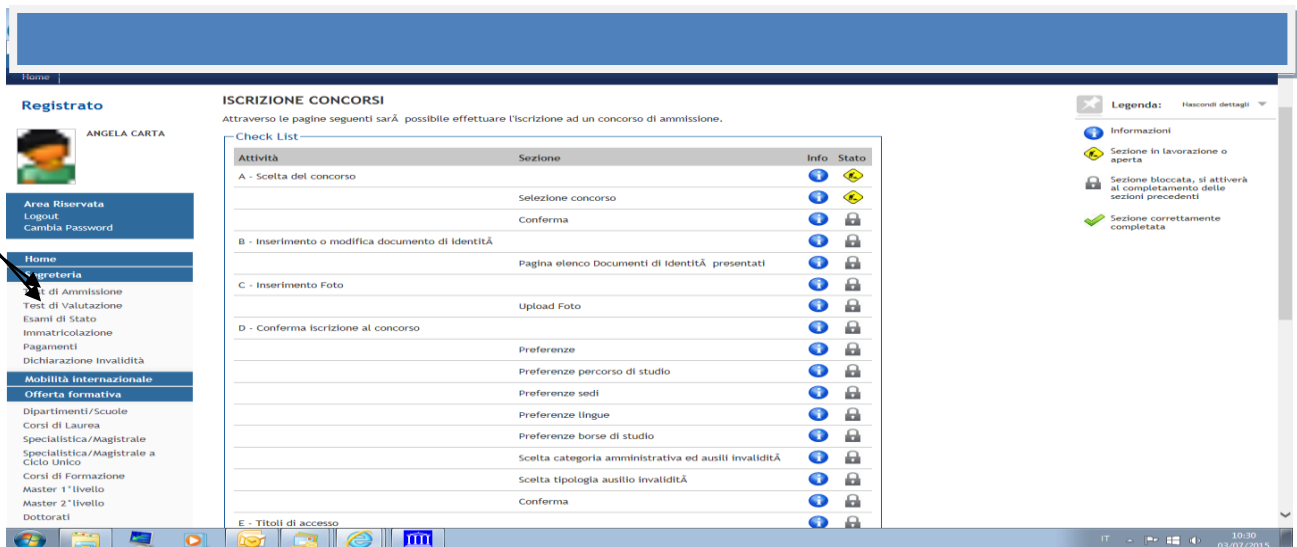 Home
Registrato
ANGELA CARTA
Area Riservata
Logout
Cambia Password
Home
Segreteria
Test di Ammissione
Test di Valutazione
Esami di Stato
Immatricolazione
Pagamenti
Dichiarazione Invalidità
Mobilità internazionale
Offerta formativa
Dipartimenti/Scuole
Corsi di Laurea
Specialistica/Magistrale
Specialistica/Magistrale a
Ciclo Unico
Corsi di Formazione
Master 1°livello
Master 2°livello
Dottorati
ISCRIZIONE CONCORSI
Attraverso le pagine seguenti sarÃ possibile effettuare l'iscrizione ad un concorso di ammissione.
Check List
Attività Sezione Info Stato
A - Scelta del concorso
Selezione concorso
Conferma
B - Inserimento o modifica documento di identitÃ
Pagina elenco Documenti di IdentitÃ presentati
C - Inserimento Foto
Upload Foto
D - Conferma iscrizione al concorso
Preferenze
Preferenze percorso di studio
Preferenze sedi
Preferenze lingue
Preferenze borse di studio
Scelta categoria amministrativa ed ausili invaliditÃ
Scelta tipologia ausilio invaliditÃ
Conferma
E - Titoli di accesso
Legenda: Nascondi dettagli
Informazioni
Sezione in lavorazione o
aperta
Sezione bloccata, si attiverà
al completamento delle
sezioni precedenti
Sezione correttamente
completata
IT 10:30
03/07/2015